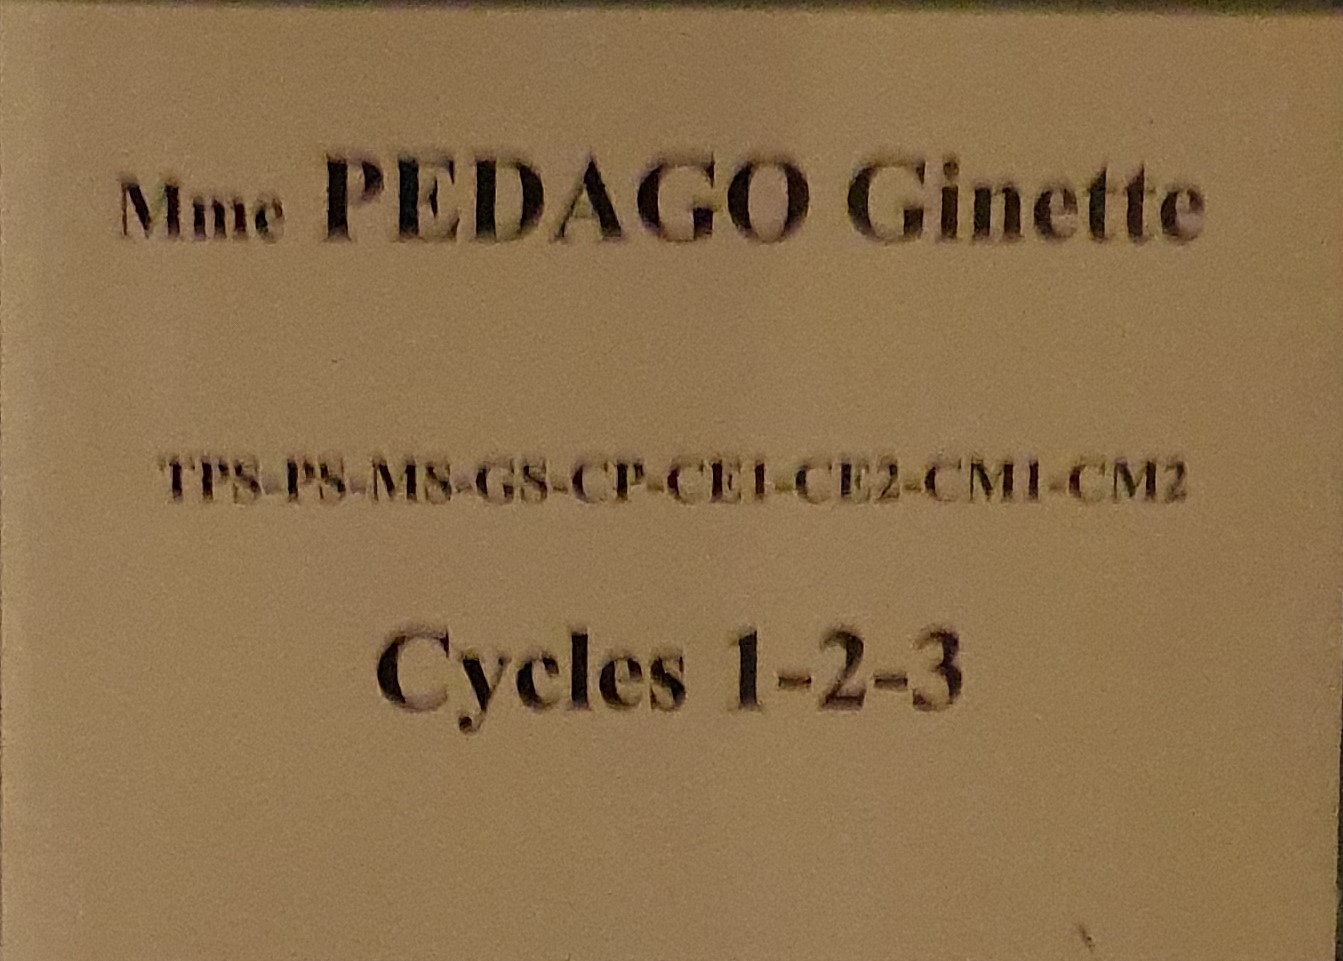 Mme PEDAGO Ginette
TPS-PS-MS-GS-CP-CE1-CE2-CM1-CM2
Cycles 1-2-3